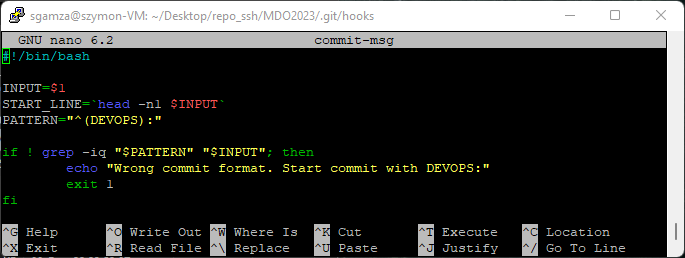 sgamza@szymon-VM: ~/Desktop/repo_ssh/MDO2023/.git/hooks
GNU nano 6.2 commit-msg
#!/bin/bash
INPUT=$1
START_LINE=`head -n1 $INPUT`
PATTERN="^(DEVOPS):"
if ! grep -iq "$PATTERN" "$INPUT"; then
echo "Wrong commit format. Start commit with DEVOPS:"
exit 1
fi
^G Help ^O Write Out ^W Where Is ^K Cut ^T Execute ^C Location
^X Exit ^R Read File ^\ Replace ^U Paste ^J Justify ^/ Go To Line